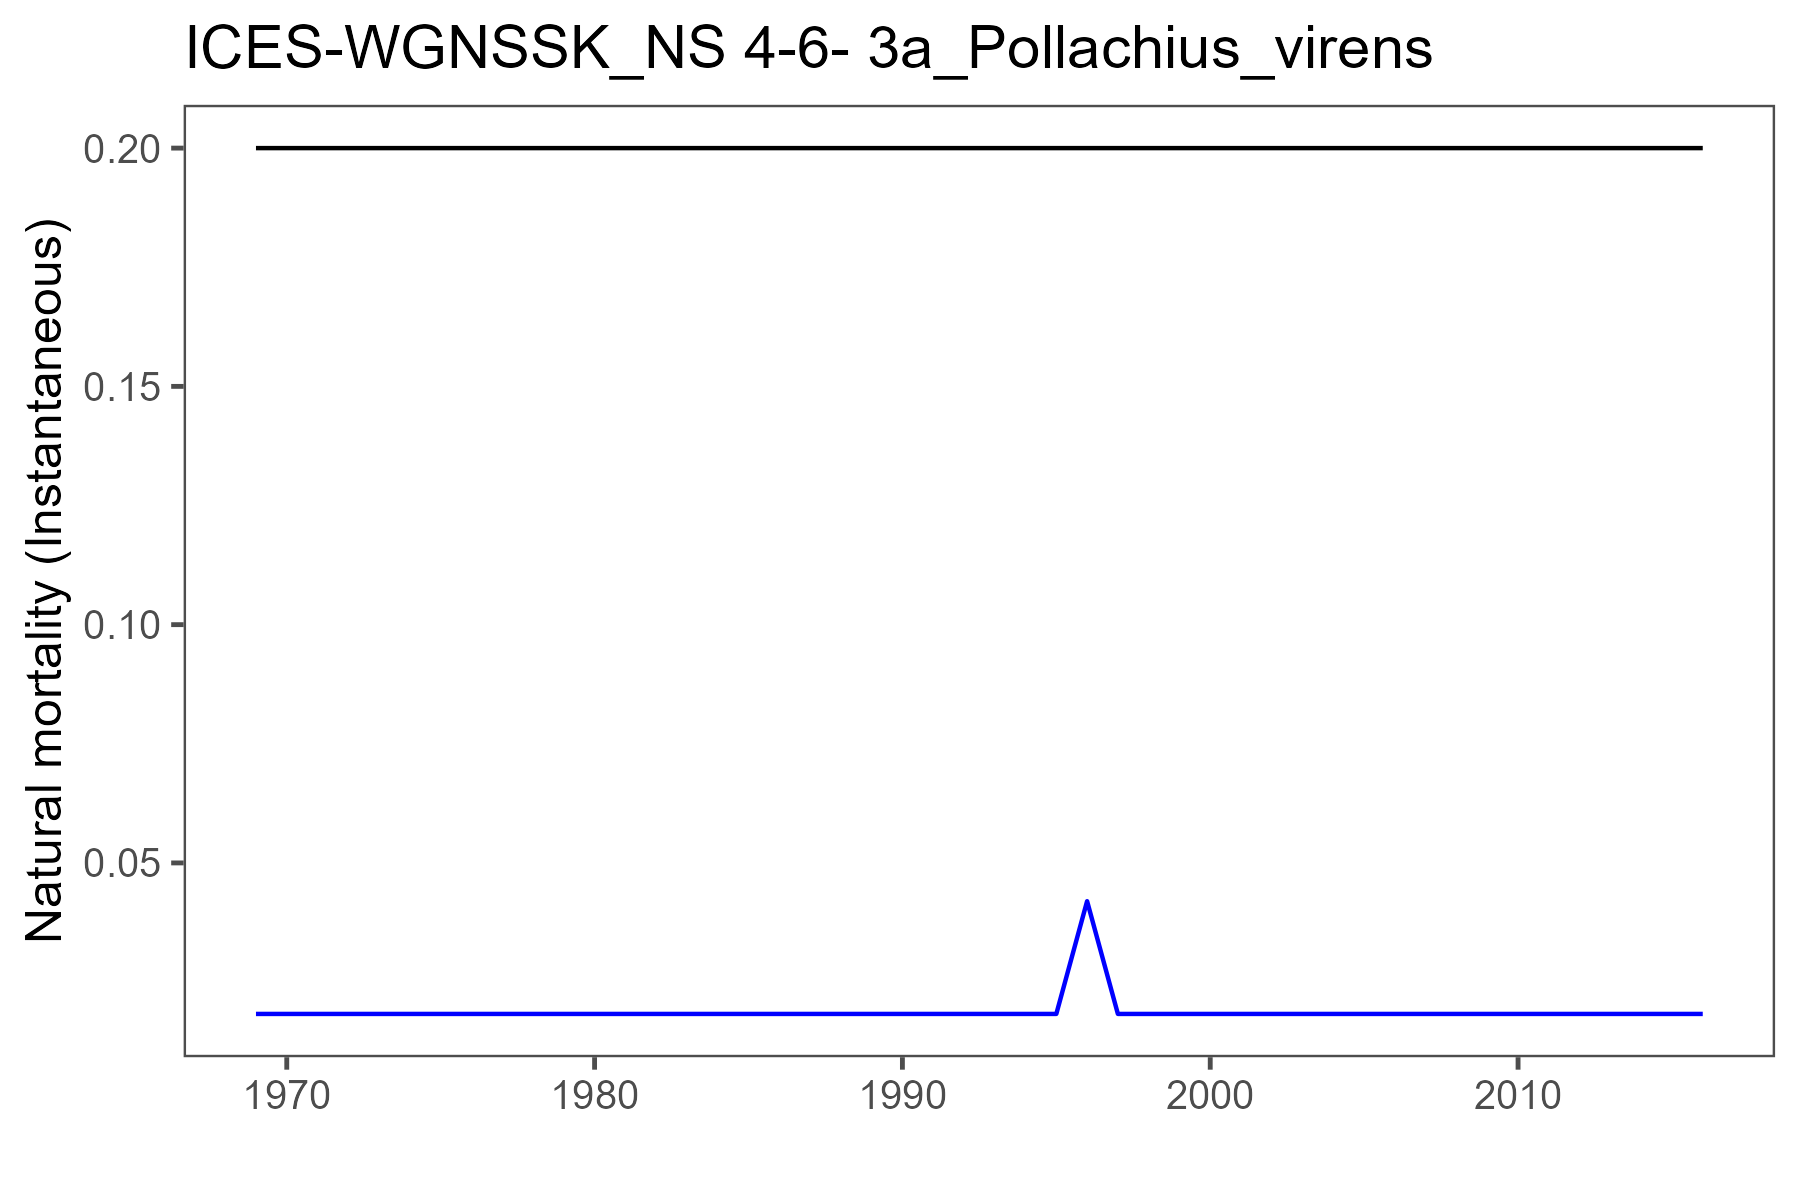 ICES-WGNSSK_NS 4-6- 3a_Pollachius_virens
Natural mortality (Instantaneous)
0.20
0.15
0.10
0.05
1970 1980 1990 2000 2010